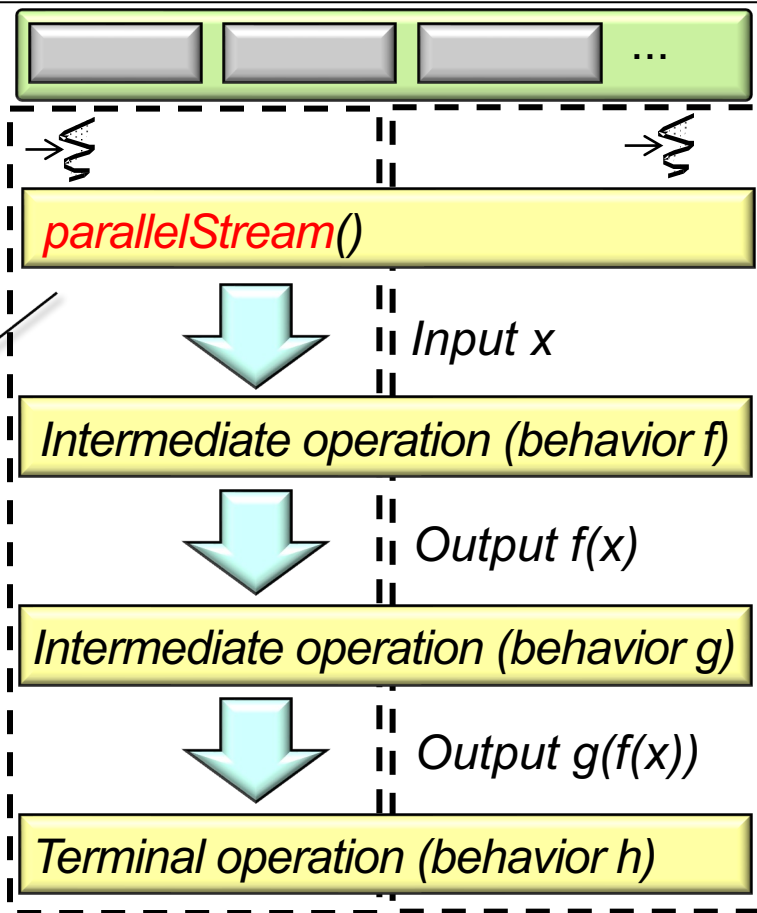 ...
parallelStream()
Input x
Intermediate operation (behavior f)
Output f(x)
Intermediate operation (behavior g)
Output g(f(x))
Terminal operation (behavior h)